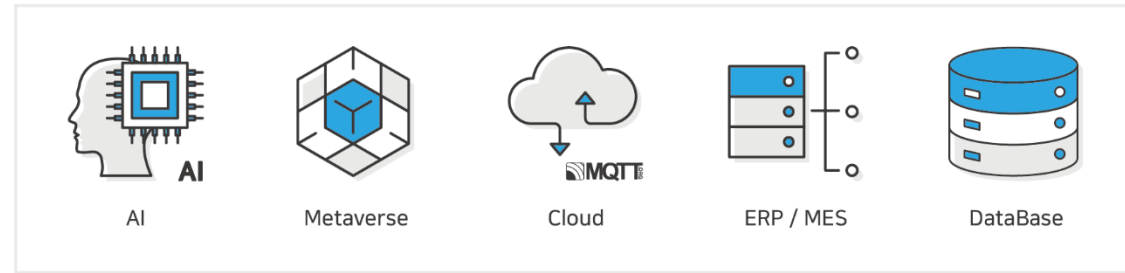 AI
MQTT
AI
Metaverse
Cloud
ERP / MES
DataBase